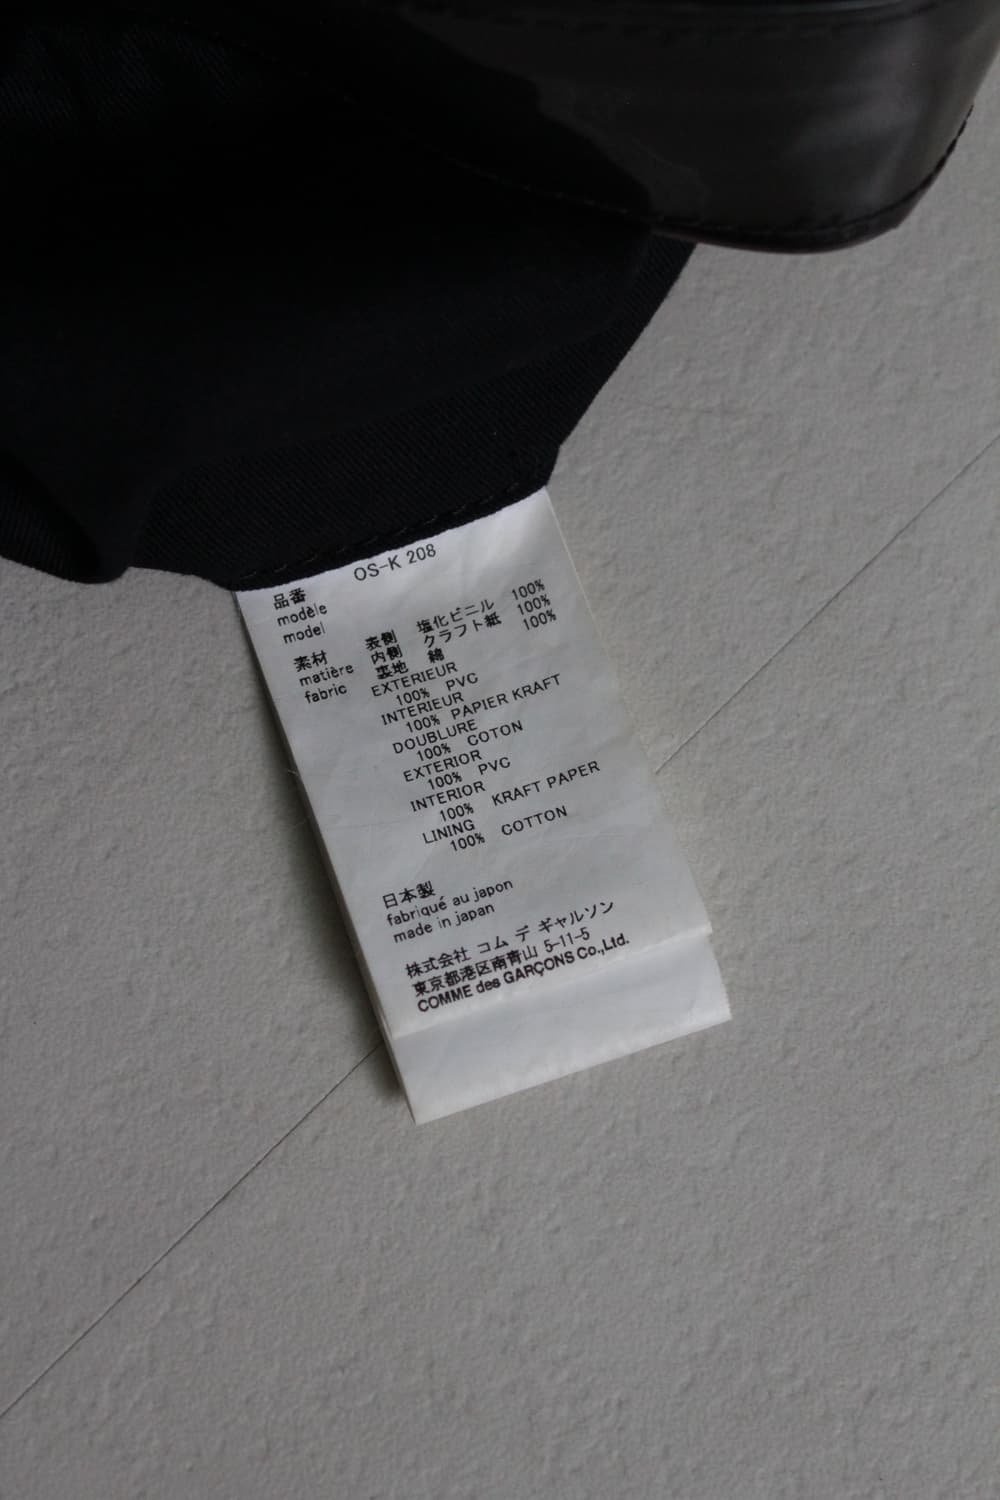 品番 OS-K 208
modèle
model
素材 表側 塩化ビニル 100%
matière 内側 クラフト紙 100%
fabric 裏地 綿 100%
EXTERIEUR
100% PVC
INTERIEUR
100% PAPIER KRAFT
DOUBLURE
100% COTON
EXTERIOR
100% PVC
INTERIOR
100% KRAFT PAPER
LINING
100% COTTON
日本製
fabriqué au japon
made in japan
株式会社 コム デ ギャルソン
東京都港区南青山 5-11-5
COMME des GARÇONS Co.,Ltd.